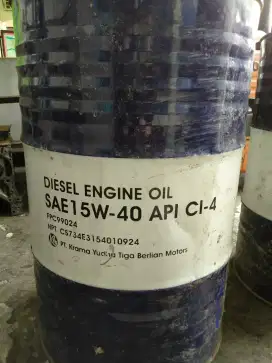 DIESEL ENGINE OIL
SAE15W-40 API CI-4
FPC99024
NPT CS734E3154010924
PT. Krama Yudha Tiga Berlian Motors